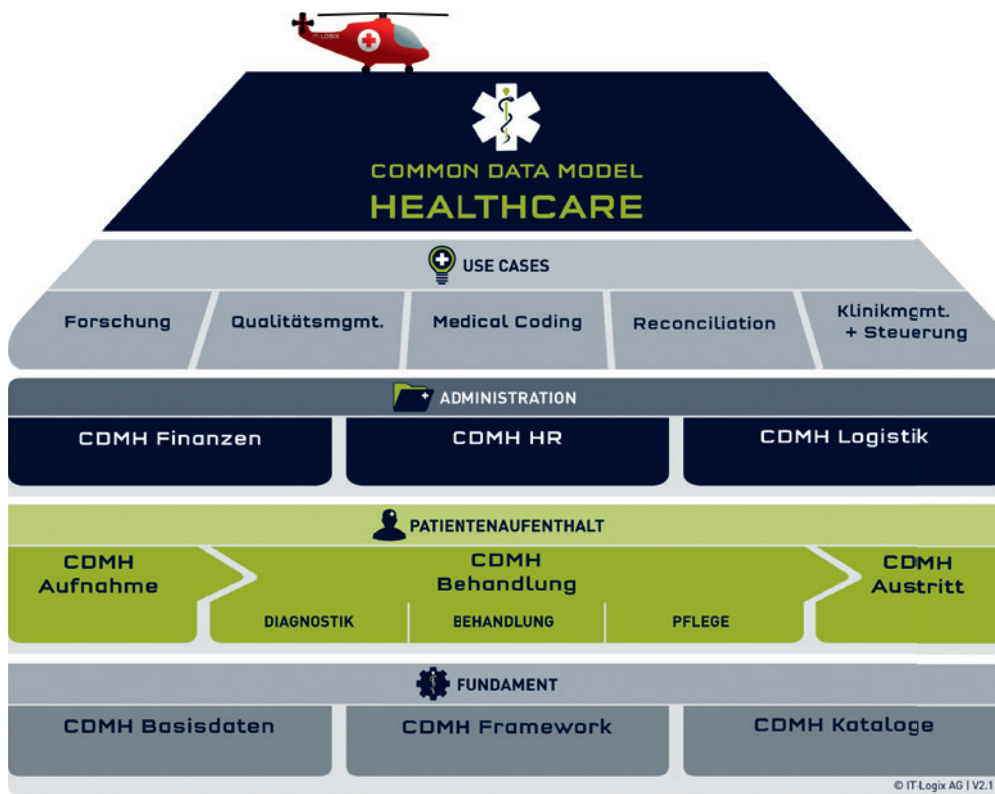 IT-LOGIX
COMMON DATA MODEL
HEALTHCARE
USE CASES
Forschung
Qualitätsmgmt.
Medical Coding
Reconciliation
Klinikmgmt.
+ Steuerung
ADMINISTRATION
CDMH Finanzen
CDMH HR
CDMH Logistik
PATIENTENAUFENTHALT
CDMH
Aufnahme
CDMH
Behandlung
DIAGNOSTIK
BEHANDLUNG
PFLEGE
CDMH
Austritt
FUNDAMENT
CDMH Basisdaten
CDMH Framework
CDMH Kataloge
© IT-Logix AG | V2.1